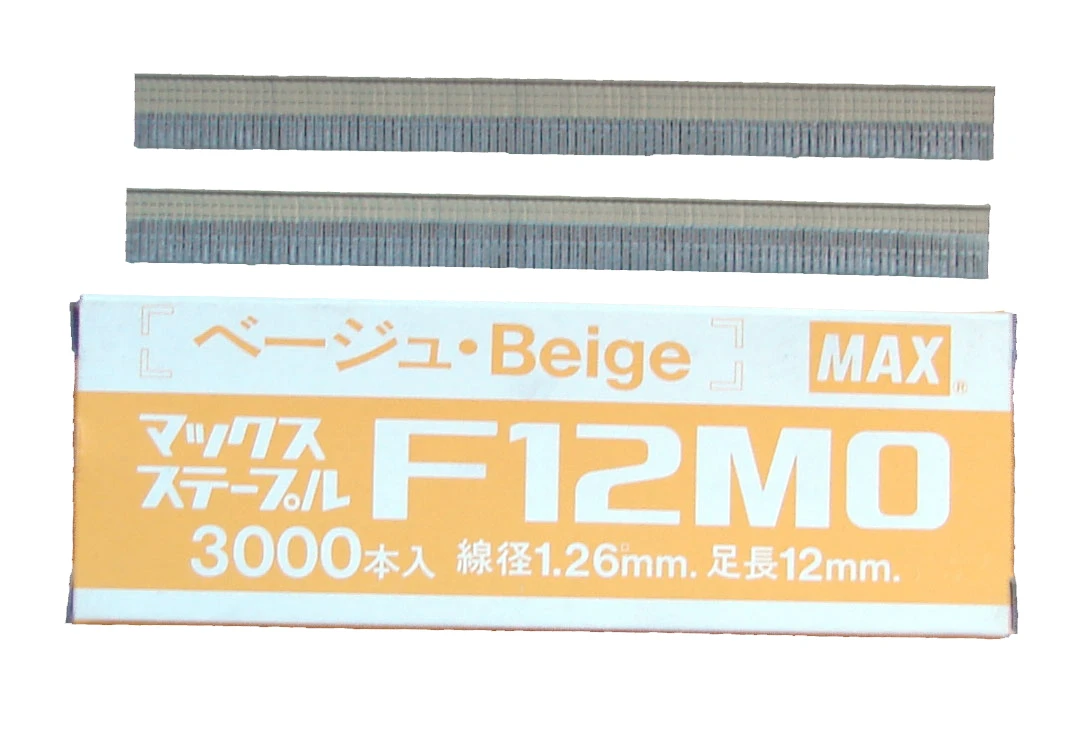 ベージュ・Beige
MAX®
マックス
ステープル
F12MO
3000本入 線径1.26mm. 足長12mm.